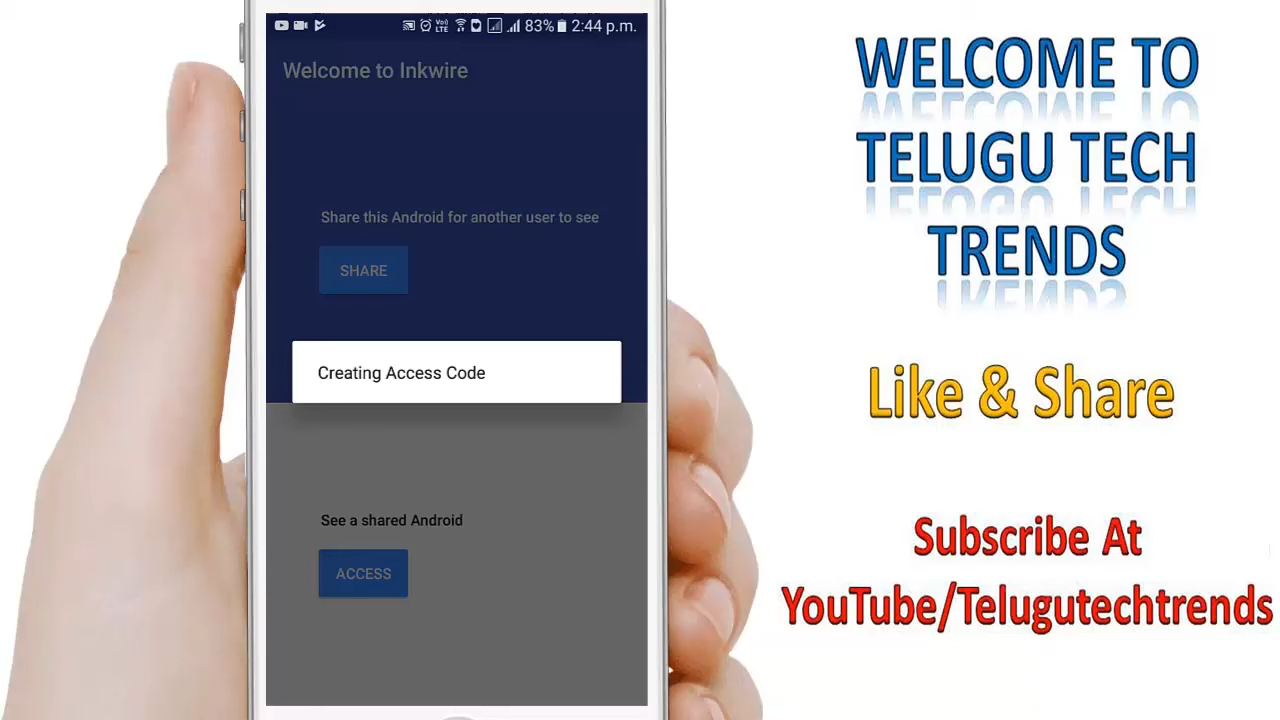 83% 2:44 p.m.
Welcome to Inkwire
Share this Android for another user to see
SHARE
Creating Access Code
See a shared Android
ACCESS
WELCOME TO
TELUGU TECH
TRENDS
Like & Share
Subscribe At
YouTube/Telugutechtrends